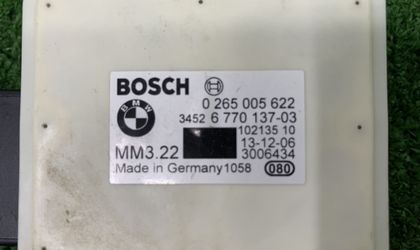 BOSCH
BMW
0 265 005 622
3452 6 770 137-03
102135 10
13-12-06
MM3.22 3006434
Made in Germany 1058 080